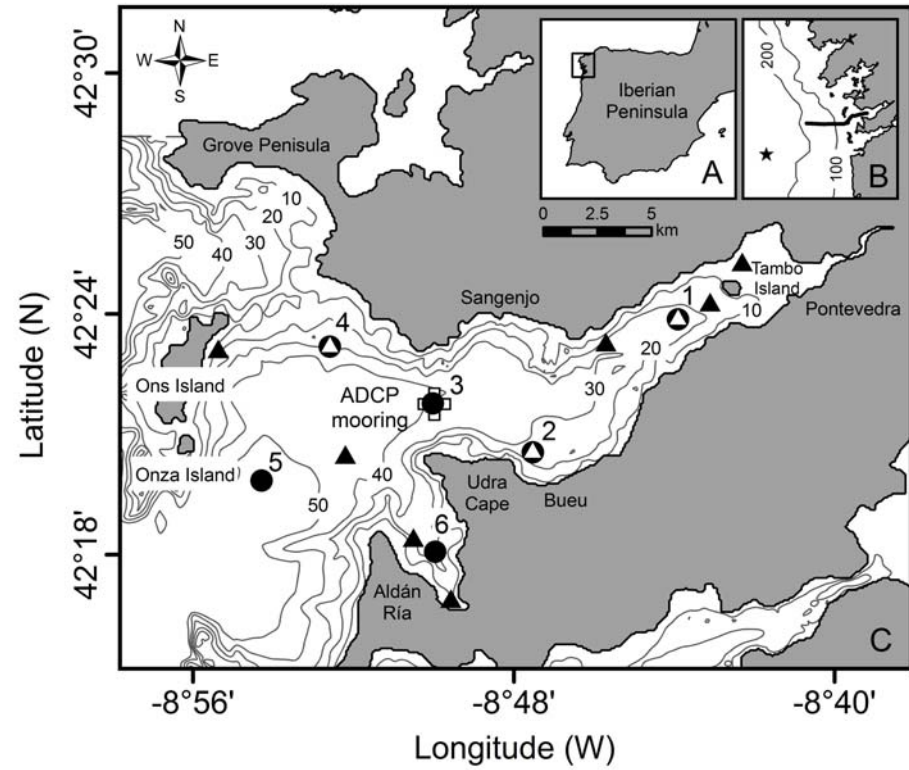 42°30'
42°24'
42°18'
Latitude (N)
N
W E
S
Grove Penisula
Iberian
Peninsula
A
200
100
B
0 2.5 5
km
10
20
30
40
50
Sangenjo
1
Tambo
Island
10
Pontevedra
20
30
4
Ons Island
ADCP
mooring
3
2
Onza Island
5
40
50
Udra
Cape
Bueu
6
Aldán
Ría
C
-8°56' -8°48' -8°40'
Longitude (W)